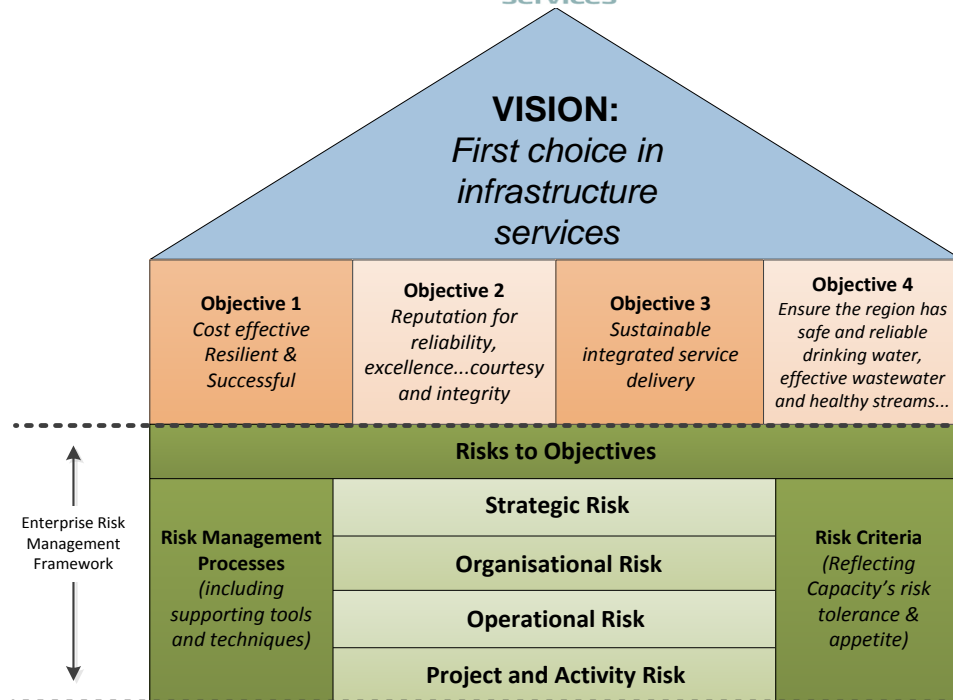 services
VISION:
First choice in
infrastructure
services
Objective 1
Cost effective
Resilient &
Successful
Objective 2
Reputation for
reliability,
excellence...courtesy
and integrity
Objective 3
Sustainable
integrated service
delivery
Objective 4
Ensure the region has
safe and reliable
drinking water,
effective wastewater
and healthy streams...
Risks to Objectives
Enterprise Risk
Management
Framework
Risk Management
Processes
(including
supporting tools
and techniques)
Strategic Risk
Organisational Risk
Operational Risk
Project and Activity Risk
Risk Criteria
(Reflecting
Capacity's risk
tolerance &
appetite)